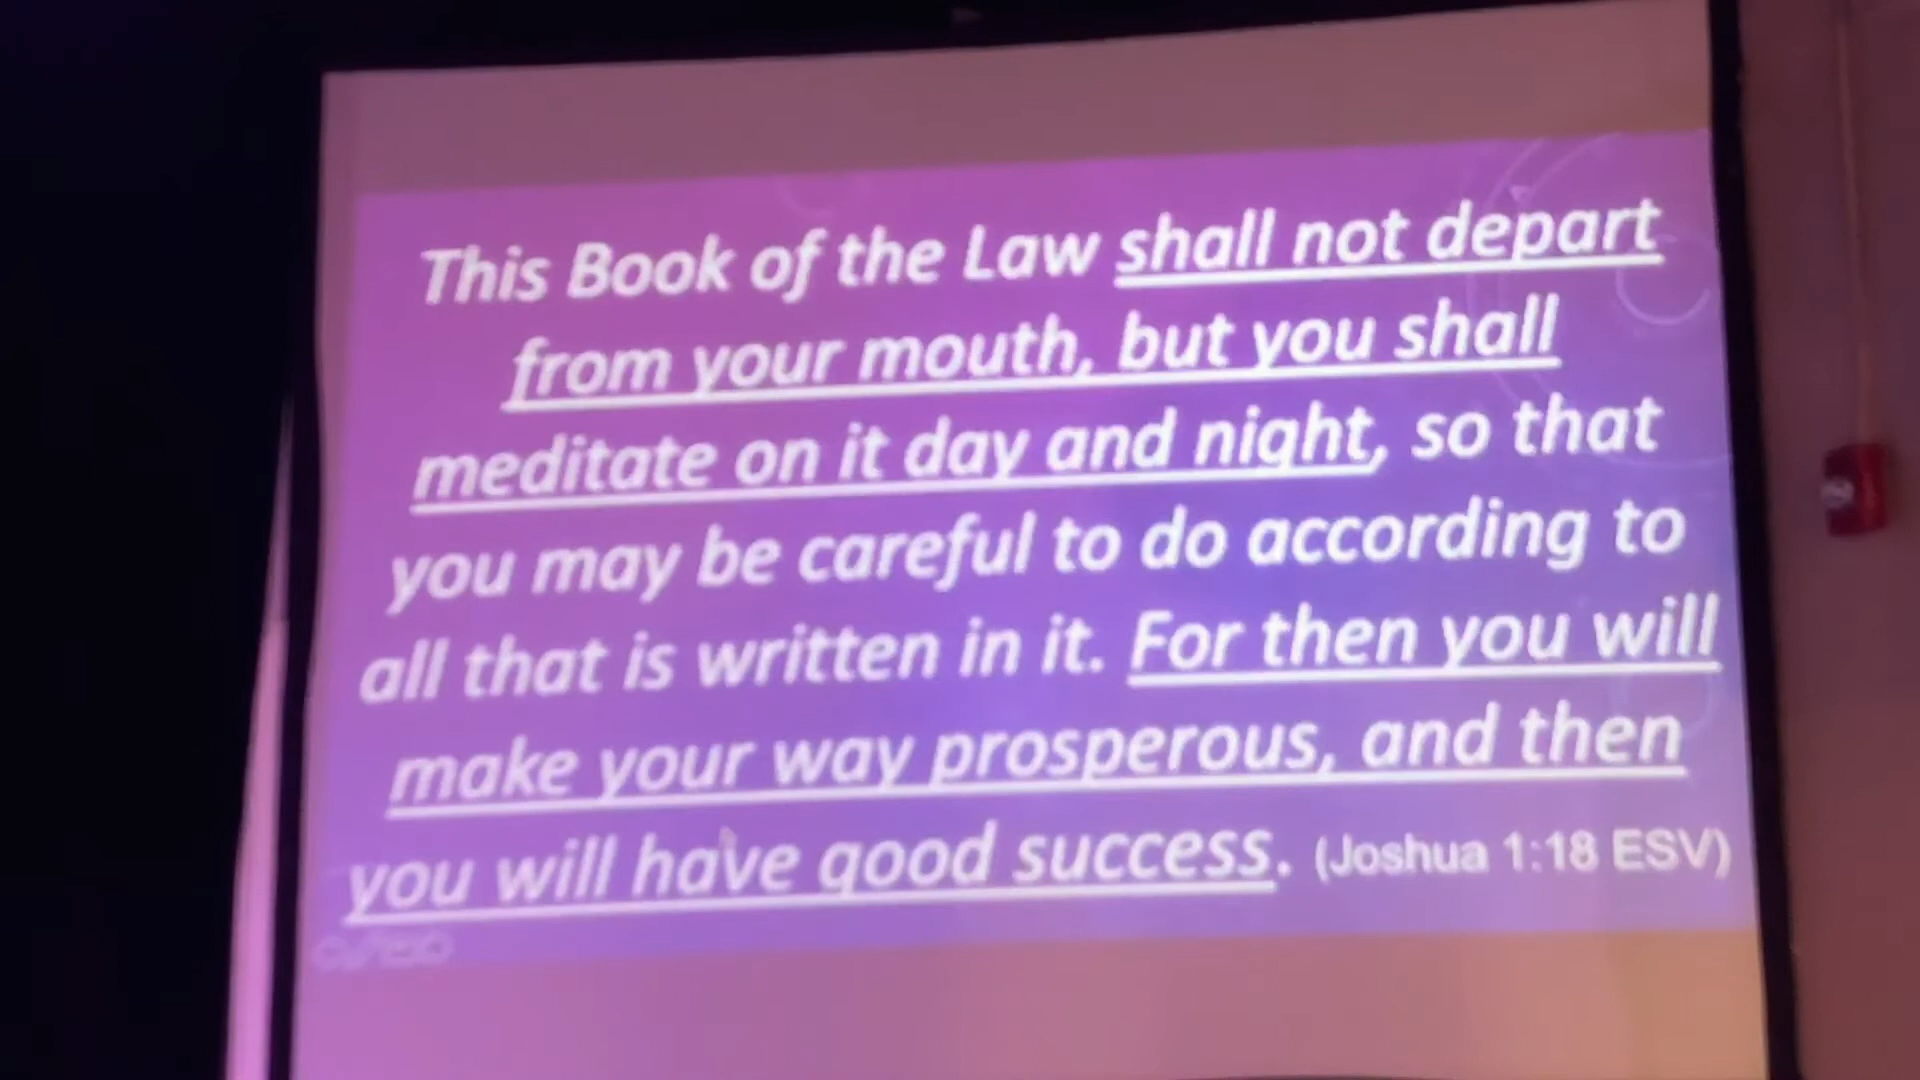 This Book of the Law shall not depart
from your mouth, but you shall
meditate on it day and night, so that
you may be careful to do according to
all that is written in it. For then you will
make your way prosperous, and then
you will have good success. (Joshua 1:18 ESV)